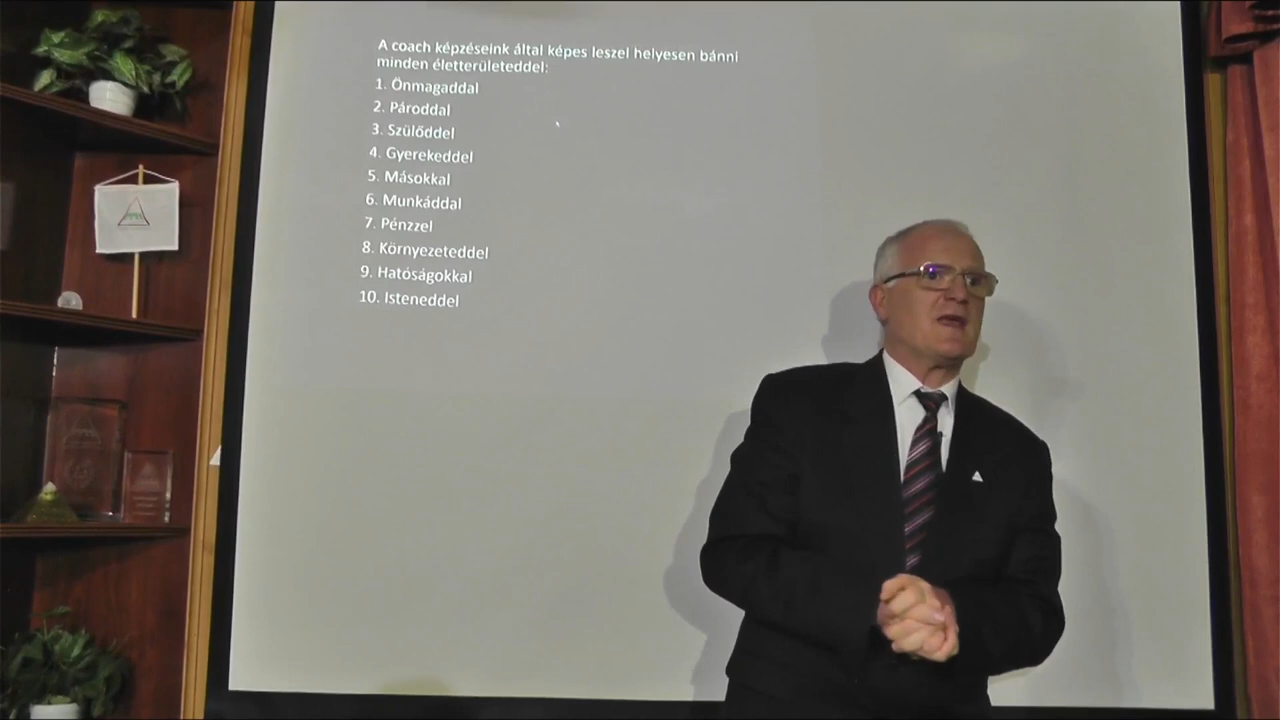 A coach képzéseink által képes leszel helyesen bánni
minden életterületeddel:
1. Önmagaddal
2. Pároddal
3. Szülőddel
4. Gyerekeddel
5. Másokkal
6. Munkáddal
7. Pénzzel
8. Környezeteddel
9. Hatóságokkal
10. Isteneddel